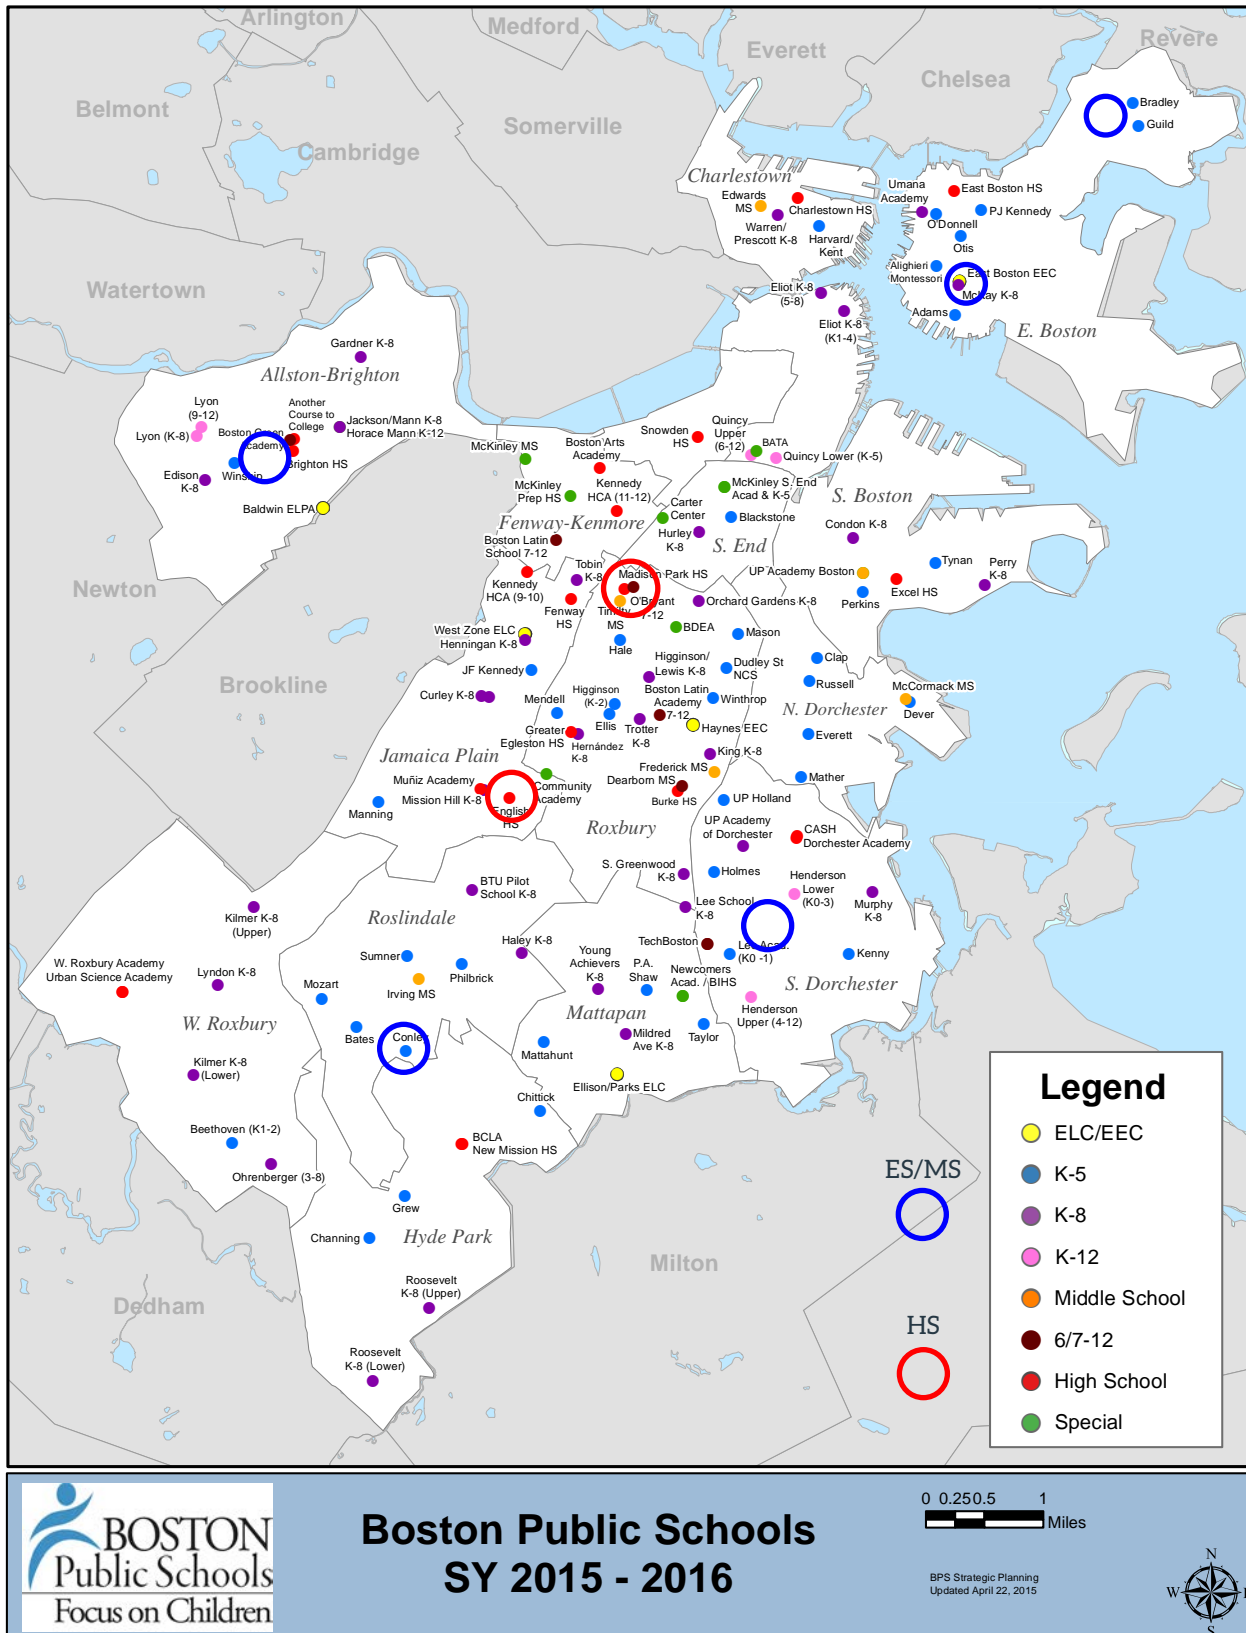 Arlington
Medford
Everett
Revere
Chelsea
Belmont
Somerville
Cambridge
Watertown
Newton
Brookline
Dedham
Milton
Bradley
Guild
Charlestown
Edwards
MS
Charlestown HS
Warren/
Prescott K-8
Harvard/
Kent
Umana
Academy
East Boston HS
PJ Kennedy
O'Donnell
Otis
Alighieri
Montessori
East Boston EEC
McKay K-8
Adams
E. Boston
Eliot K-8
(5-8)
Eliot K-8
(K1-4)
Gardner K-8
Allston-Brighton
Lyon
(9-12)
Lyon (K-8)
Another
Course to
College
Boston Green
Academy
Jackson/Mann K-8
Horace Mann K-12
Brighton HS
Winship
Edison
K-8
Baldwin ELPA
McKinley MS
Boston Arts
Academy
Snowden
HS
Quincy
Upper
(6-12)
BATA
Quincy Lower (K-5)
McKinley
Prep HS
Kennedy
HCA (11-12)
McKinley S. End
Acad & K-5
Carter
Center
Blackstone
Fenway-Kenmore
Hurley
K-8
S. End
Boston Latin
School 7-12
S. Boston
Condon K-8
Tynan
Perry
K-8
UP Academy Boston
Excel HS
Perkins
Tobin
K-8
Kennedy
HCA (9-10)
Fenway
HS
Madison Park HS
O'Bryant
7-12
Timilty
MS
Hale
Orchard Gardens K-8
BDEA
Mason
West Zone ELC
Henningan K-8
JF Kennedy
Higginson/
Lewis K-8
Dudley St
NCS
Clap
Russell
McCormack MS
Dever
N. Dorchester
Curley K-8
Mendell
Higginson
(K-2)
Ellis
Boston Latin
Academy
7-12
Winthrop
Trotter
K-8
Haynes EEC
Everett
Greater
Egleston HS
Hernández
K-8
King K-8
Jamaica Plain
Frederick MS
Mather
Muñiz Academy
Mission Hill K-8
Community
Academy
English
HS
Dearborn MS
Burke HS
UP Holland
Manning
Roxbury
UP Academy
of Dorchester
CASH
Dorchester Academy
S. Greenwood
K-8
Holmes
Henderson
Lower
(K0-3)
Murphy
K-8
BTU Pilot
School K-8
Lee School
K-8
Kilmer K-8
(Upper)
Roslindale
TechBoston
Lee Acad.
(K0 -1)
Kenny
Sumner
Haley K-8
Philbrick
Irving MS
Young
Achievers
K-8
P.A.
Shaw
Newcomers
Acad. / BIHS
S. Dorchester
Henderson
Upper (4-12)
W. Roxbury Academy
Urban Science Academy
Lyndon K-8
Mozart
W. Roxbury
Bates
Conley
Mattapan
Mildred
Ave K-8
Taylor
Mattahunt
Kilmer K-8
(Lower)
Ellison/Parks ELC
Chittick
Beethoven (K1-2)
Ohrenberger (3-8)
BCLA
New Mission HS
Grew
Channing
Hyde Park
Roosevelt
K-8 (Upper)
Roosevelt
K-8 (Lower)
ES/MS
HS
Legend
ELC/EEC
K-5
K-8
K-12
Middle School
6/7-12
High School
Special
BOSTON
Public Schools
Focus on Children
Boston Public Schools
SY 2015 - 2016
0 0.25 0.5 1
Miles
BPS Strategic Planning
Updated April 22, 2015
N
W
S